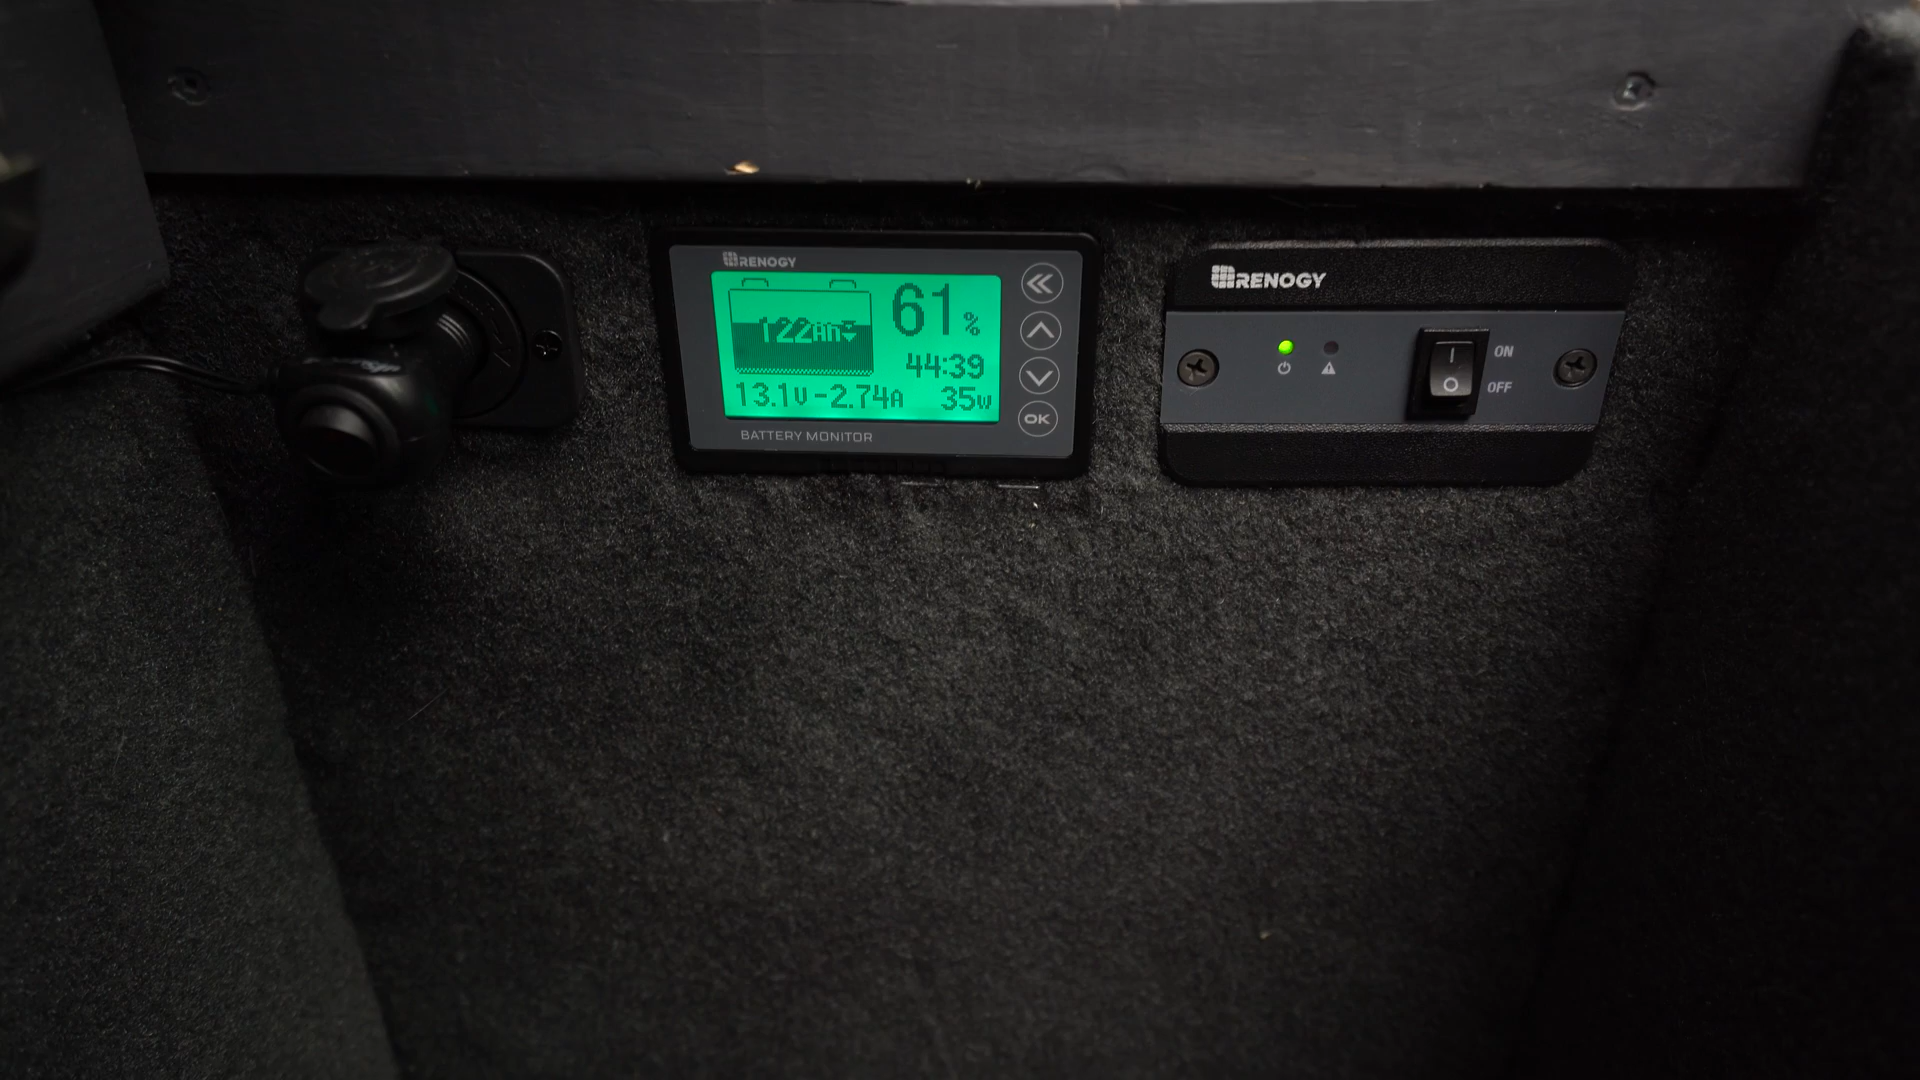 RENOGY
122Ah
61%
44:39
13.1V -2.74A 35W
OK
BATTERY MONITOR
RENOGY
ON
OFF